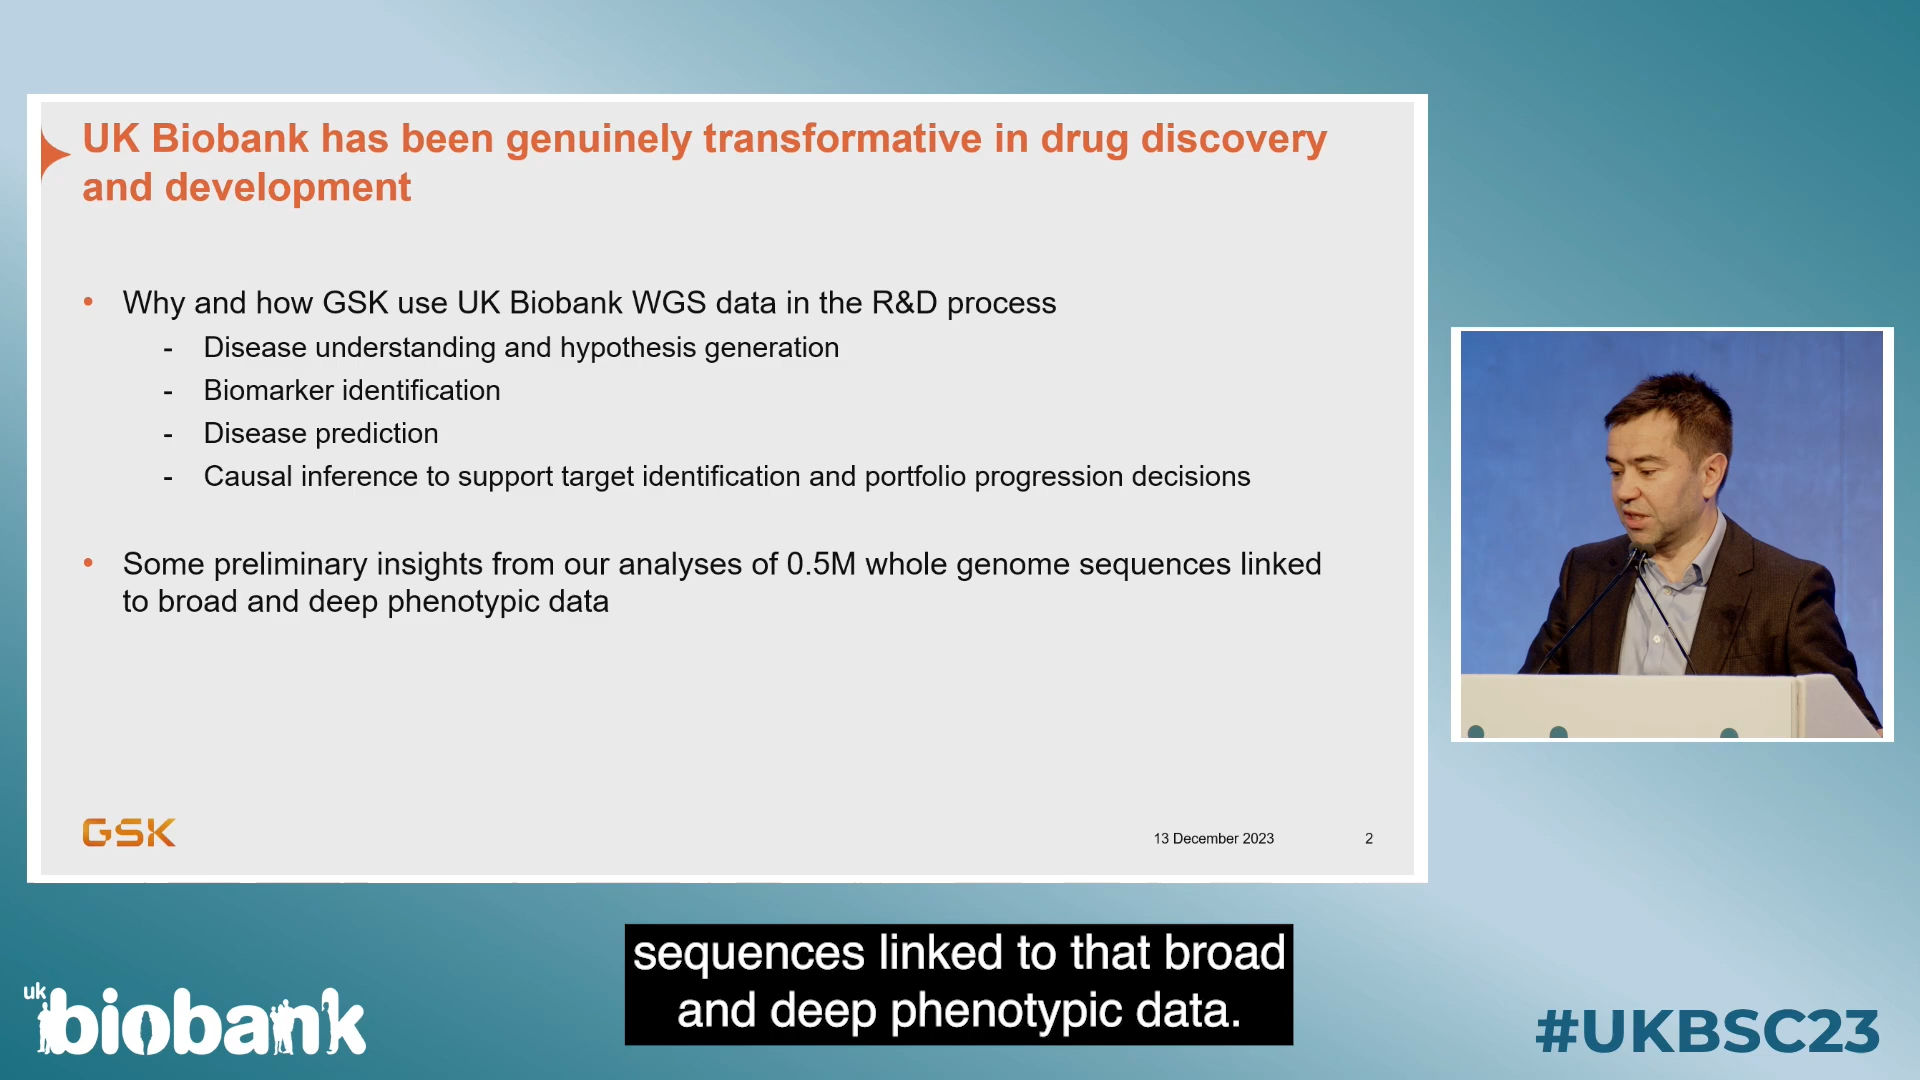 UK Biobank has been genuinely transformative in drug discovery
and development
• Why and how GSK use UK Biobank WGS data in the R&D process
- Disease understanding and hypothesis generation
- Biomarker identification
- Disease prediction
- Causal inference to support target identification and portfolio progression decisions
• Some preliminary insights from our analyses of 0.5M whole genome sequences linked
to broad and deep phenotypic data
GSK
13 December 2023
2
sequences linked to that broad
and deep phenotypic data.
uk
biobank
#UKBSC23